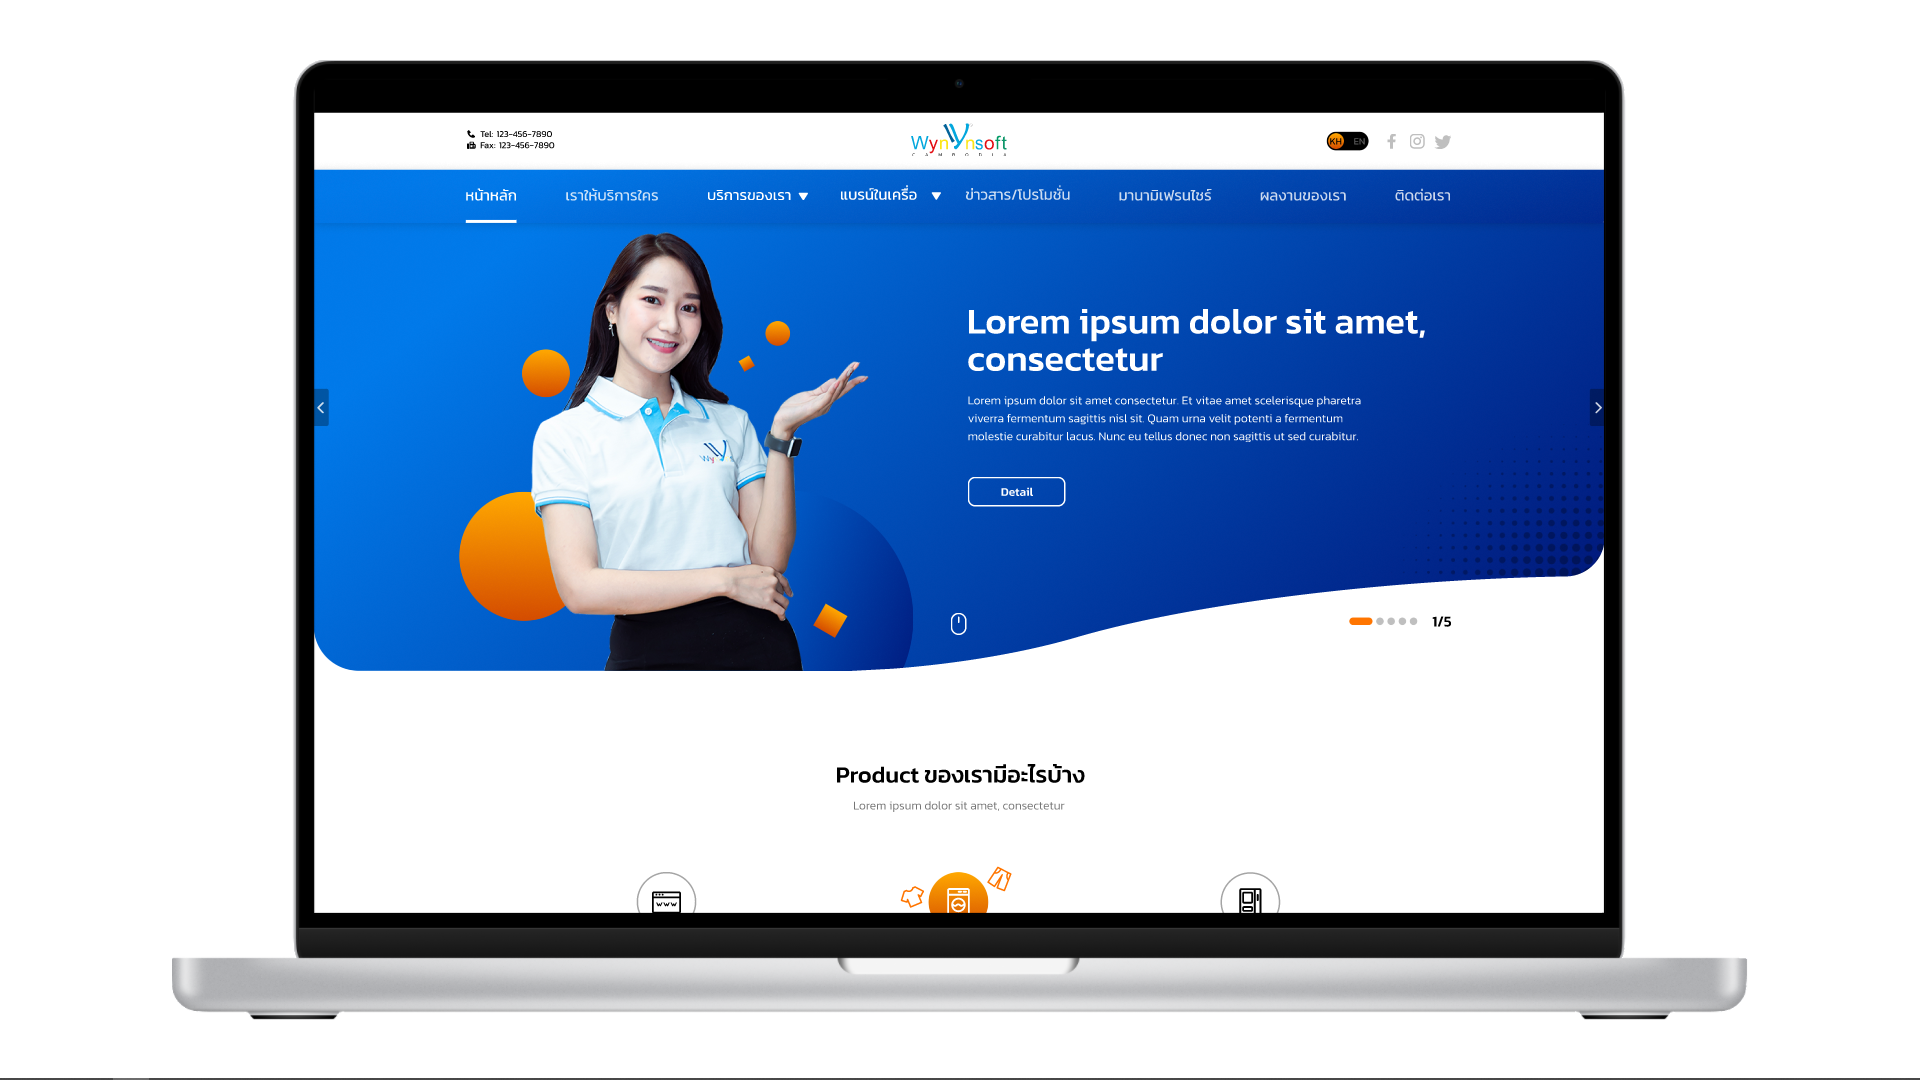 Tel: 123-456-7890
Fax: 123-456-7890
Wynnsoft
CAMBODIA
KH EN
หน้าหลัก เราให้บริการใคร บริการของเรา แบรน์ในเครื่อ ข่าวสาร/โปรโมชั่น มานามิเฟรนไชร์ ผลงานของเรา ติดต่อเรา
Lorem ipsum dolor sit amet,
consectetur
Lorem ipsum dolor sit amet consectetur. Et vitae amet scelerisque pharetra
viverra fermentum sagittis nisl sit. Quam urna velit potenti a fermentum
molestie curabitur lacus. Nunc eu tellus donec non sagittis ut sed curabitur.
Detail
1/5
Product ของเรามีอะไรบ้าง
Lorem ipsum dolor sit amet, consectetur
www